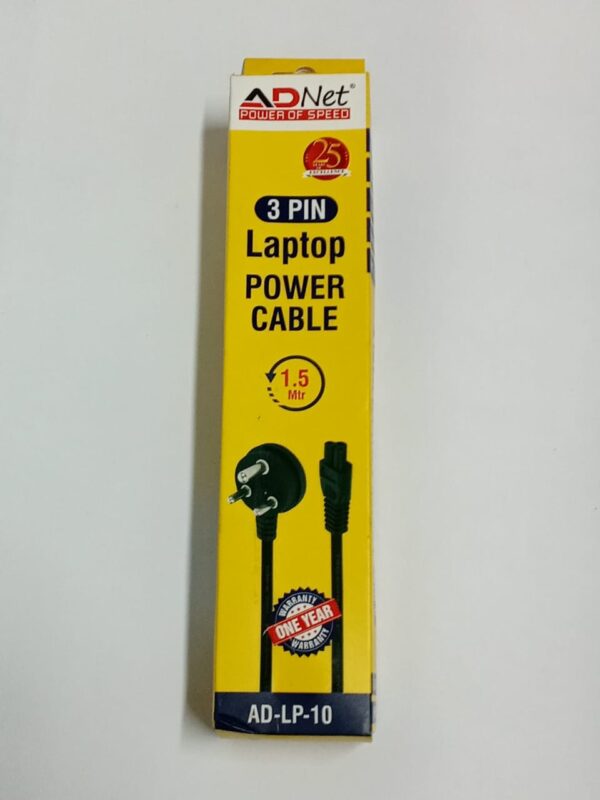 ADNet®
POWER OF SPEED
25
EXCELLENCE
3 PIN
Laptop
POWER
CABLE
1.5
Mtr
WARRANTY
ONE YEAR
WARRANTY
AD-LP-10